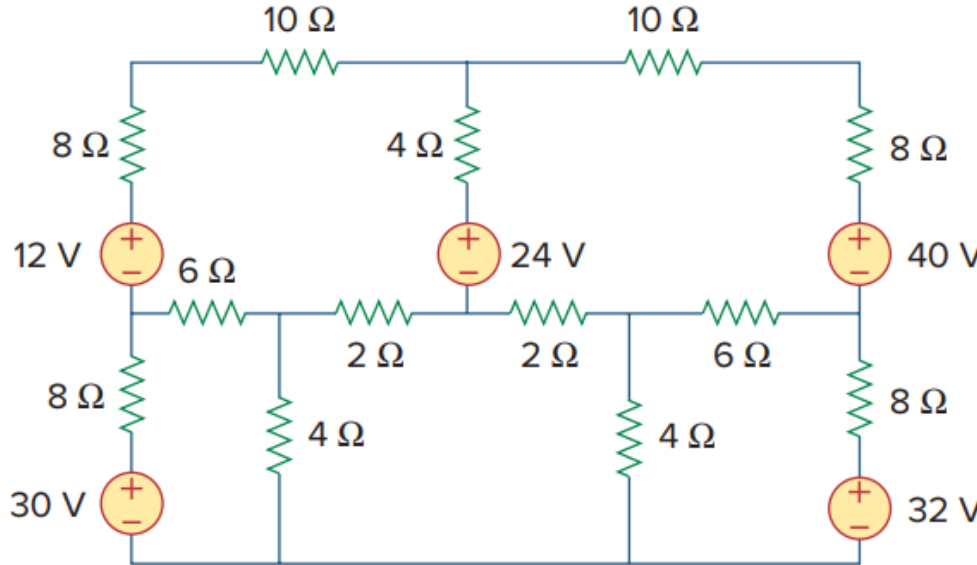 10 Ω 10 Ω
8 Ω 4 Ω 8 Ω
12 V + − + − 24 V + − 40 V
6 Ω
2 Ω 2 Ω 6 Ω
8 Ω 8 Ω
4 Ω 4 Ω
30 V + − + − 32 V